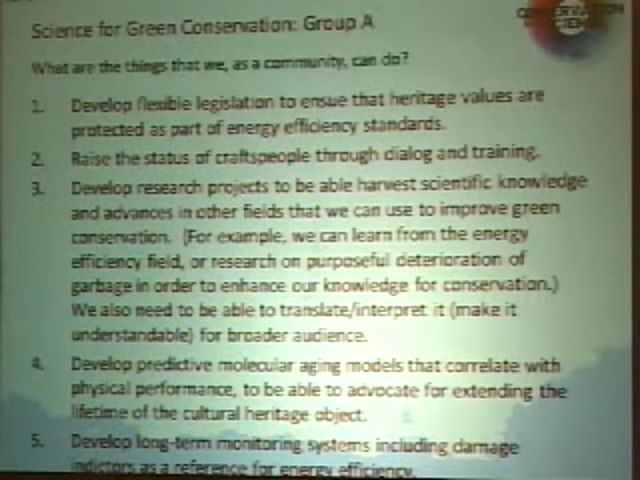 Science for Green Conservation: Group A
CONSERVATION
SCIENCE
What are the things that we, as a community, can do?
1. Develop flexible legislation to ensue that heritage values are
protected as part of energy efficiency standards.
2. Raise the status of craftspeople through dialog and training.
3. Develop research projects to be able harvest scientific knowledge
and advances in other fields that we can use to improve green
conservation. (For example, we can learn from the energy
efficiency field, or research on purposeful deterioration of
garbage in order to enhance our knowledge for conservation.)
We also need to be able to translate/interpret it (make it
understandable) for broader audience.
4. Develop predictive molecular aging models that correlate with
physical performance, to be able to advocate for extending the
lifetime of the cultural heritage object.
5. Develop long-term monitoring systems including damage
indictors as a reference for energy efficiency.